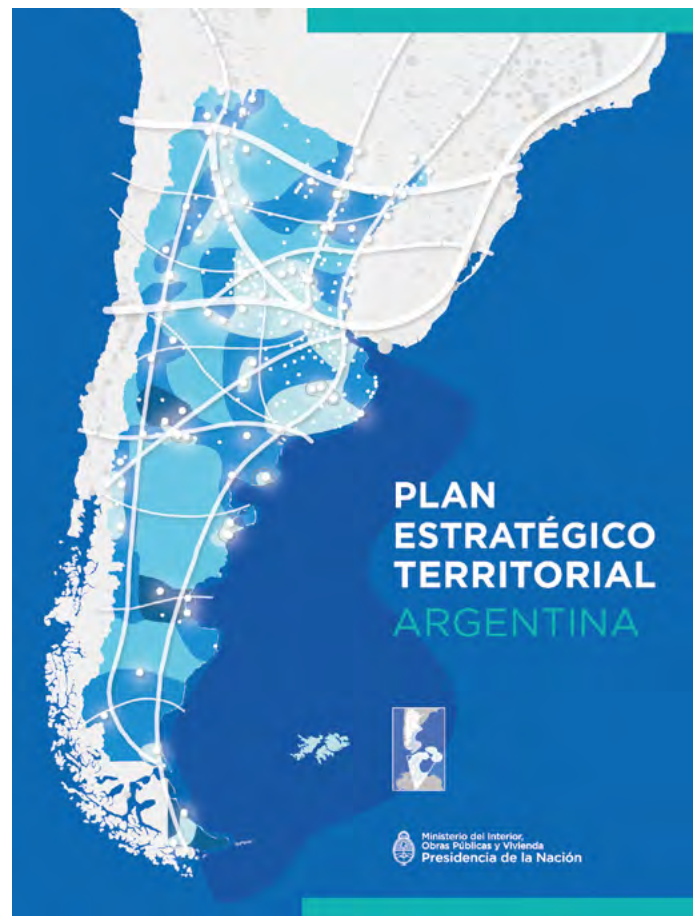 PLAN
ESTRATÉGICO
TERRITORIAL
ARGENTINA
Ministerio del Interior,
Obras Públicas y Vivienda
Presidencia de la Nación